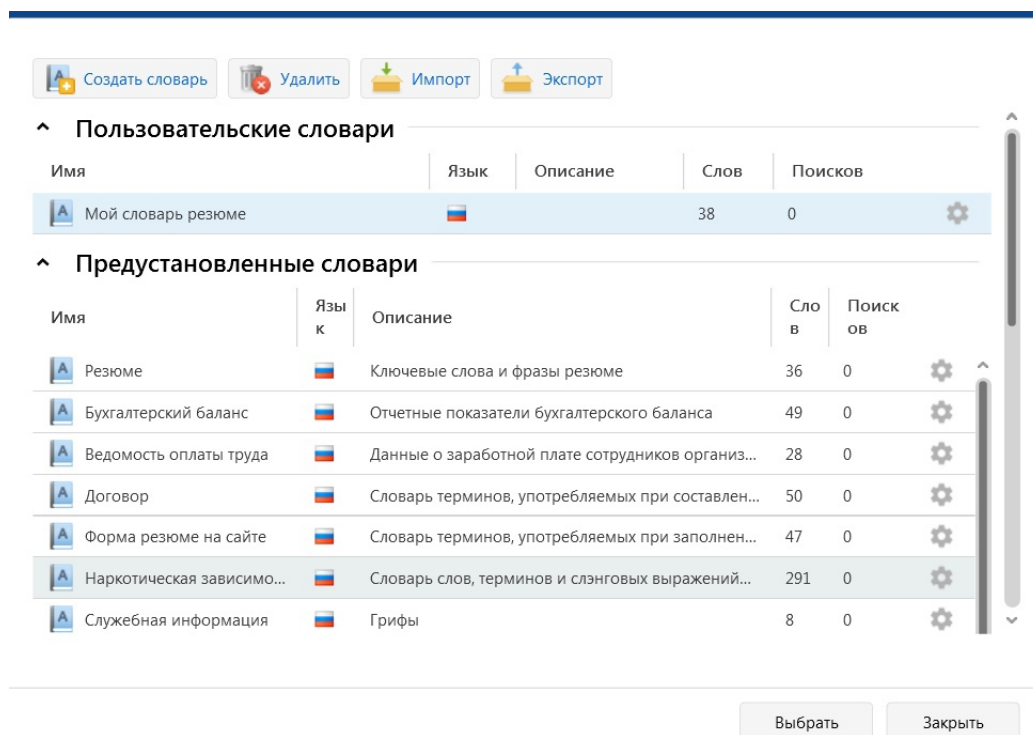 Создать словарь Удалить Импорт Экспорт
Пользовательские словари
Имя Язык Описание Слов Поисков
Мой словарь резюме 38 0
Предустановленные словари
Имя Язы Описание Сло Поиск
к в ов
Резюме Ключевые слова и фразы резюме 36 0
Бухгалтерский баланс Отчетные показатели бухгалтерского баланса 49 0
Ведомость оплаты труда Данные о заработной плате сотрудников организ... 28 0
Договор Словарь терминов, употребляемых при составлен... 50 0
Форма резюме на сайте Словарь терминов, употребляемых при заполнен... 47 0
Наркотическая зависимо... Словарь слов, терминов и слэнговых выражений... 291 0
Служебная информация Грифы 8 0
Выбрать Закрыть